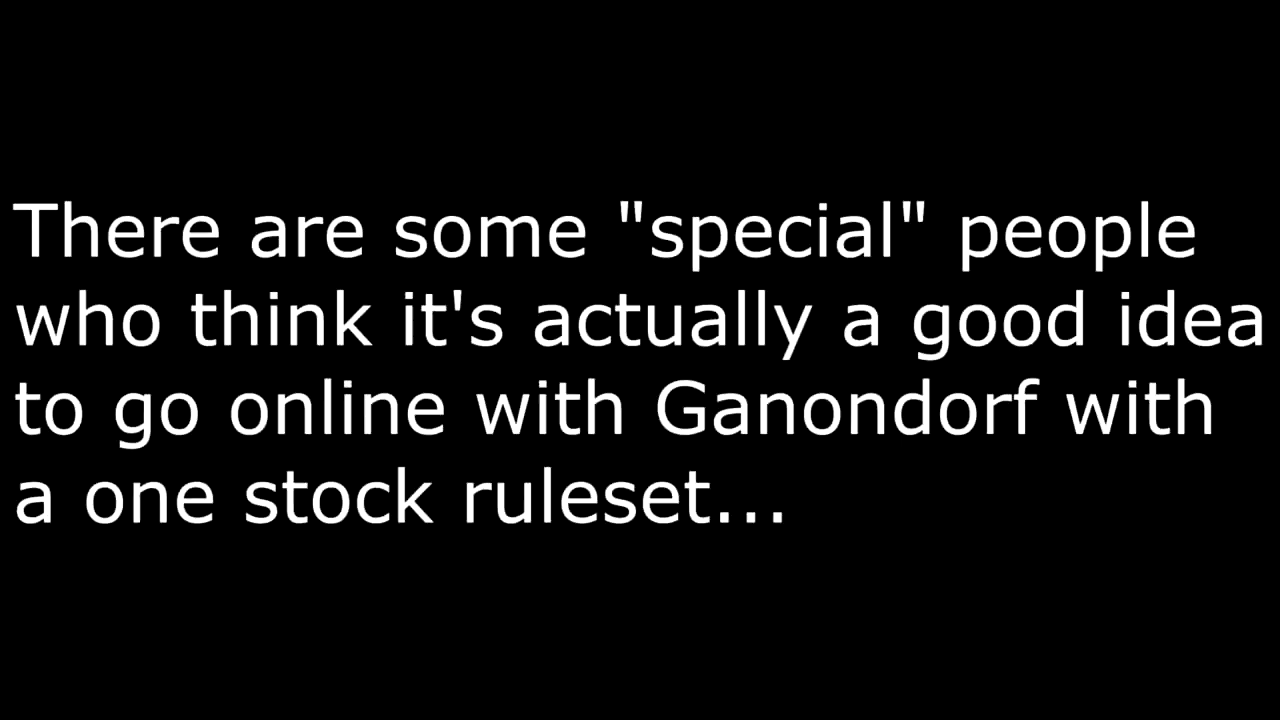 There are some "special" people
who think it's actually a good idea
to go online with Ganondorf with
a one stock ruleset...